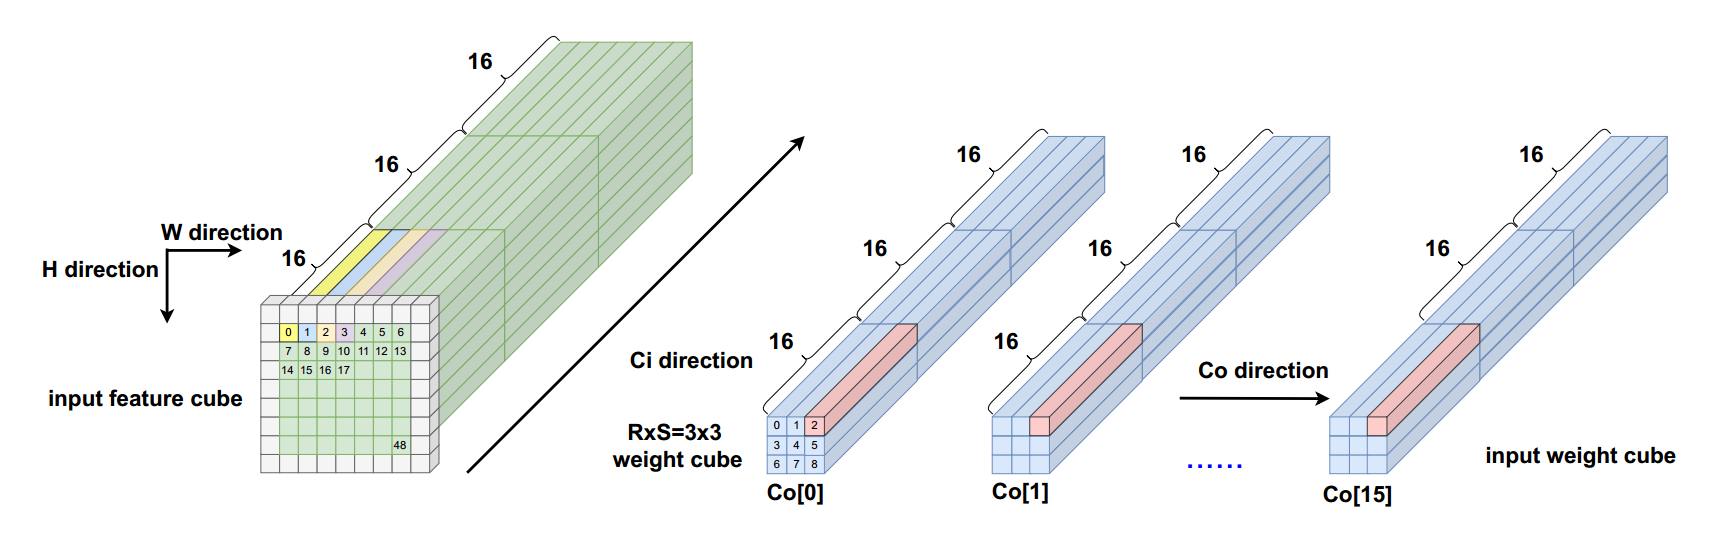 16
16
16
W direction
H direction
0 1 2 3 4 5 6
7 8 9 10 11 12 13
14 15 16 17
48
input feature cube
Ci direction
RxS=3x3
weight cube
16
16
16
0 1 2
3 4 5
6 7 8
Co[0]
16
16
16
Co[1]
Co direction
......
16
16
16
Co[15]
input weight cube